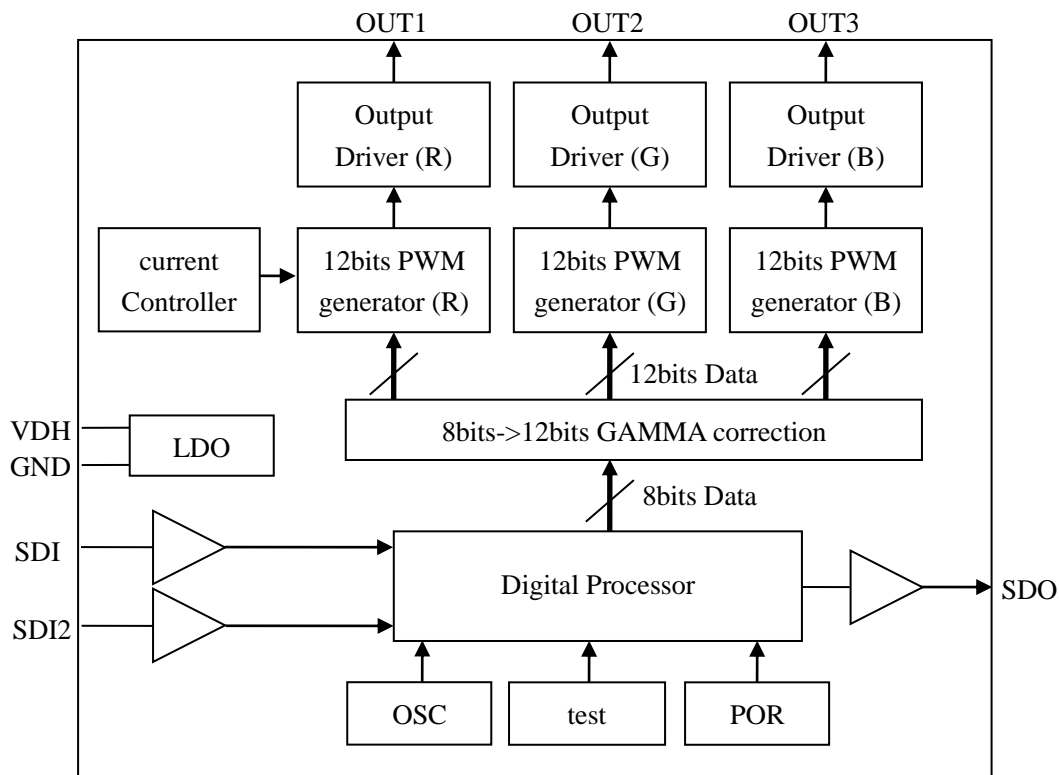 OUT1
OUT2
OUT3
Output
Driver (R)
Output
Driver (G)
Output
Driver (B)
current
Controller
12bits PWM
generator (R)
12bits PWM
generator (G)
12bits PWM
generator (B)
12bits Data
VDH
GND
LDO
8bits->12bits GAMMA correction
8bits Data
SDI
SDI2
Digital Processor
SDO
OSC
test
POR